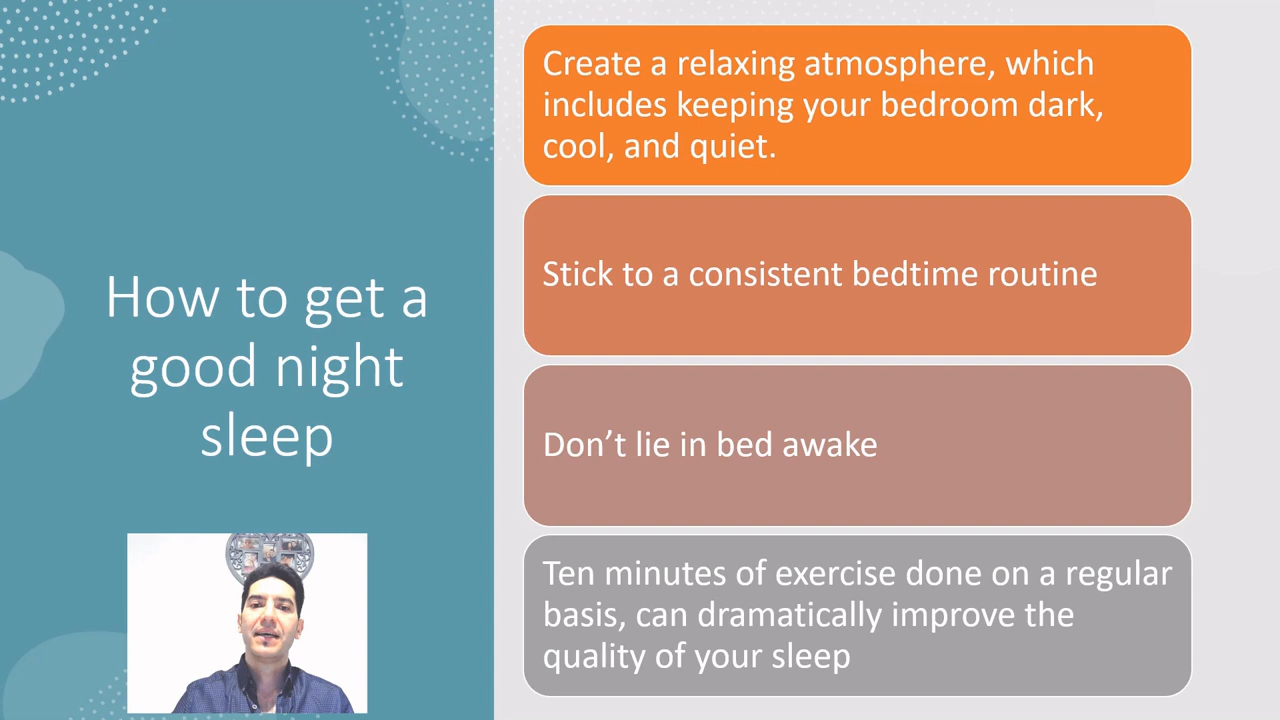 How to get a
good night
sleep
Create a relaxing atmosphere, which
includes keeping your bedroom dark,
cool, and quiet.
Stick to a consistent bedtime routine
Don’t lie in bed awake
Ten minutes of exercise done on a regular
basis, can dramatically improve the
quality of your sleep